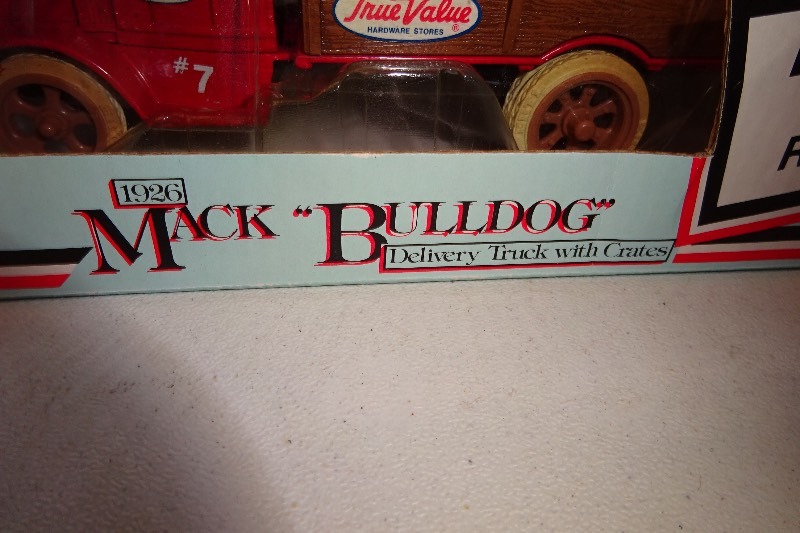 True Value
HARDWARE STORES ®
#7
1926
MACK "BULLDOG"
Delivery Truck with Crates